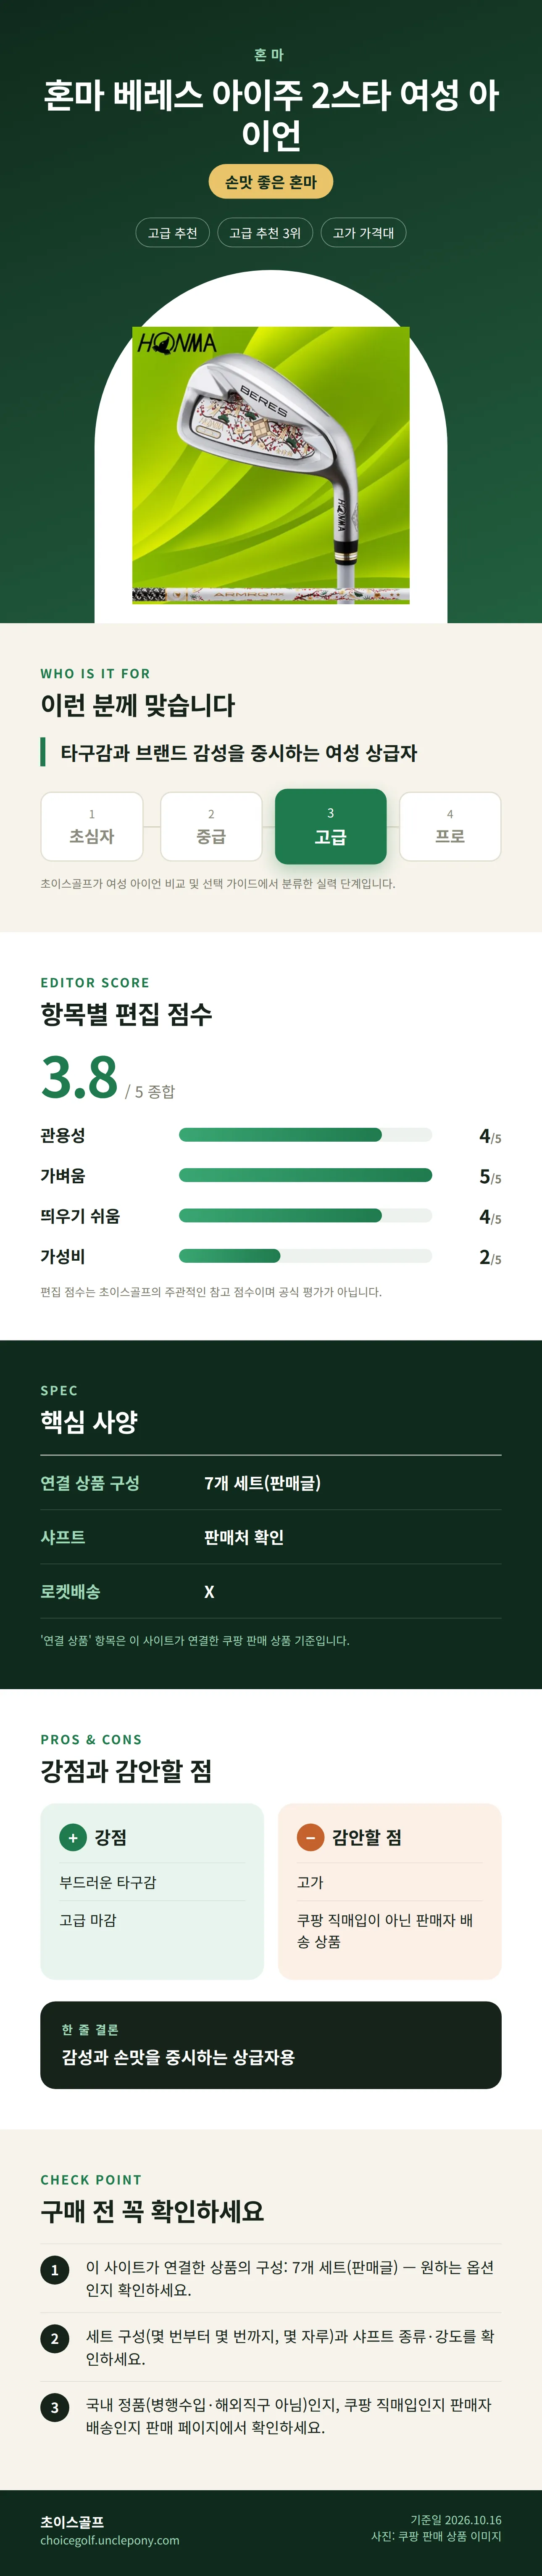 혼마
혼마 베레스 아이주 2스타 여성 아
이언
손맛 좋은 혼마
고급 추천
고급 추천 3위
고가 가격대
HONMA
BERES
HONMA
WHO IS IT FOR
이런 분께 맞습니다
타구감과 브랜드 감성을 중시하는 여성 상급자
1
초심자
2
중급
3
고급
4
프로
초이스골프가 여성 아이언 비교 및 선택 가이드에서 분류한 실력 단계입니다.
EDITOR SCORE
항목별 편집 점수
3.8 / 5 종합
관용성 4/5
가벼움 5/5
띄우기 쉬움 4/5
가성비 2/5
편집 점수는 초이스골프의 주관적인 참고 점수이며 공식 평가가 아닙니다.
SPEC
핵심 사양
연결 상품 구성 7개 세트(판매글)
샤프트 판매처 확인
로켓배송 X
'연결 상품' 항목은 이 사이트가 연결한 쿠팡 판매 상품 기준입니다.
PROS & CONS
강점과 감안할 점
+ 강점
부드러운 타구감
고급 마감
− 감안할 점
고가
쿠팡 직매입이 아닌 판매자 배
송 상품
한 줄 결론
감성과 손맛을 중시하는 상급자용
CHECK POINT
구매 전 꼭 확인하세요
1 이 사이트가 연결한 상품의 구성: 7개 세트(판매글) — 원하는 옵션
인지 확인하세요.
2 세트 구성(몇 번부터 몇 번까지, 몇 자루)과 샤프트 종류·강도를 확
인하세요.
3 국내 정품(병행수입·해외직구 아님)인지, 쿠팡 직매입인지 판매자
배송인지 판매 페이지에서 확인하세요.
초이스골프
choicegolf.unclepony.com
기준일 2026.10.16
사진: 쿠팡 판매 상품 이미지